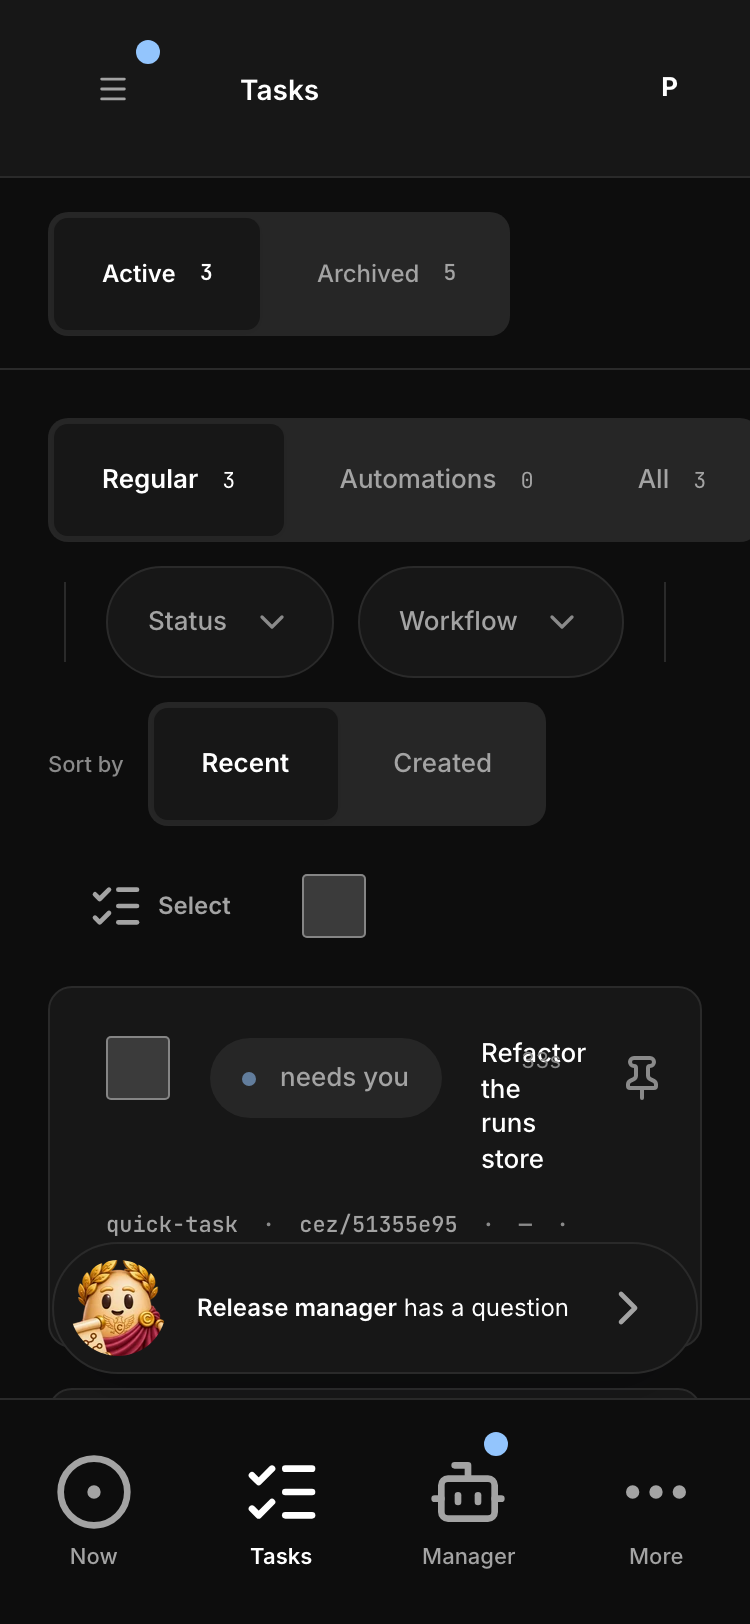 Tasks
P
Active 3
Archived 5
Regular 3
Automations 0
All 3
Status
Workflow
Sort by
Recent
Created
Select
needs you
Refactor
the
runs
store
33s
quick-task · cez/51355e95 · — ·
Release manager has a question
Now
Tasks
Manager
More